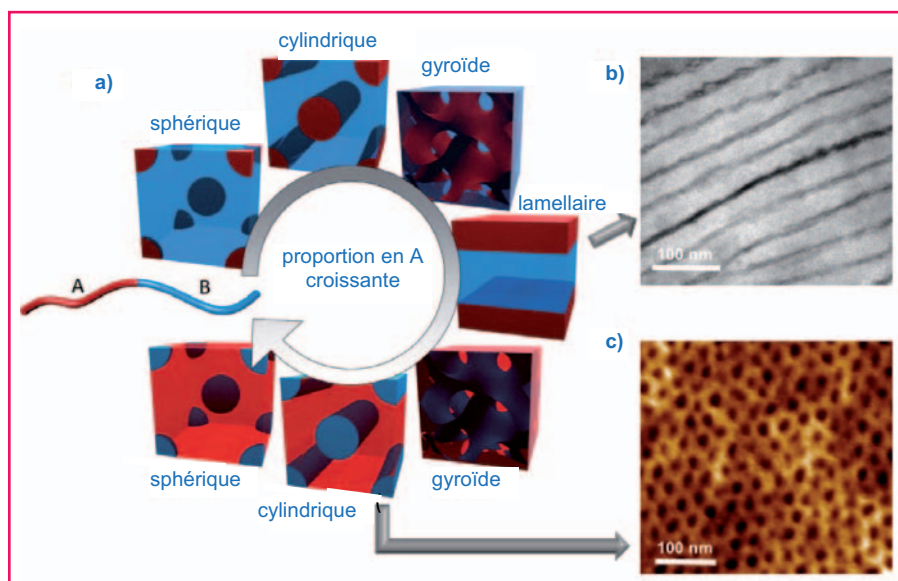 a)
cylindrique
gyroïde
b)
sphérique
lamellaire
100 nm
proportion en A
croissante
A
B
c)
sphérique
cylindrique
gyroïde
100 nm